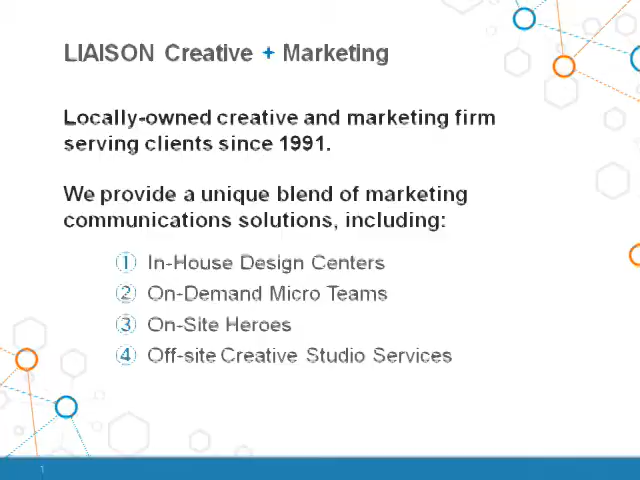 LIAISON Creative + Marketing
Locally-owned creative and marketing firm
serving clients since 1991.
We provide a unique blend of marketing
communications solutions, including:
1 In-House Design Centers
2 On-Demand Micro Teams
3 On-Site Heroes
4 Off-site Creative Studio Services
1